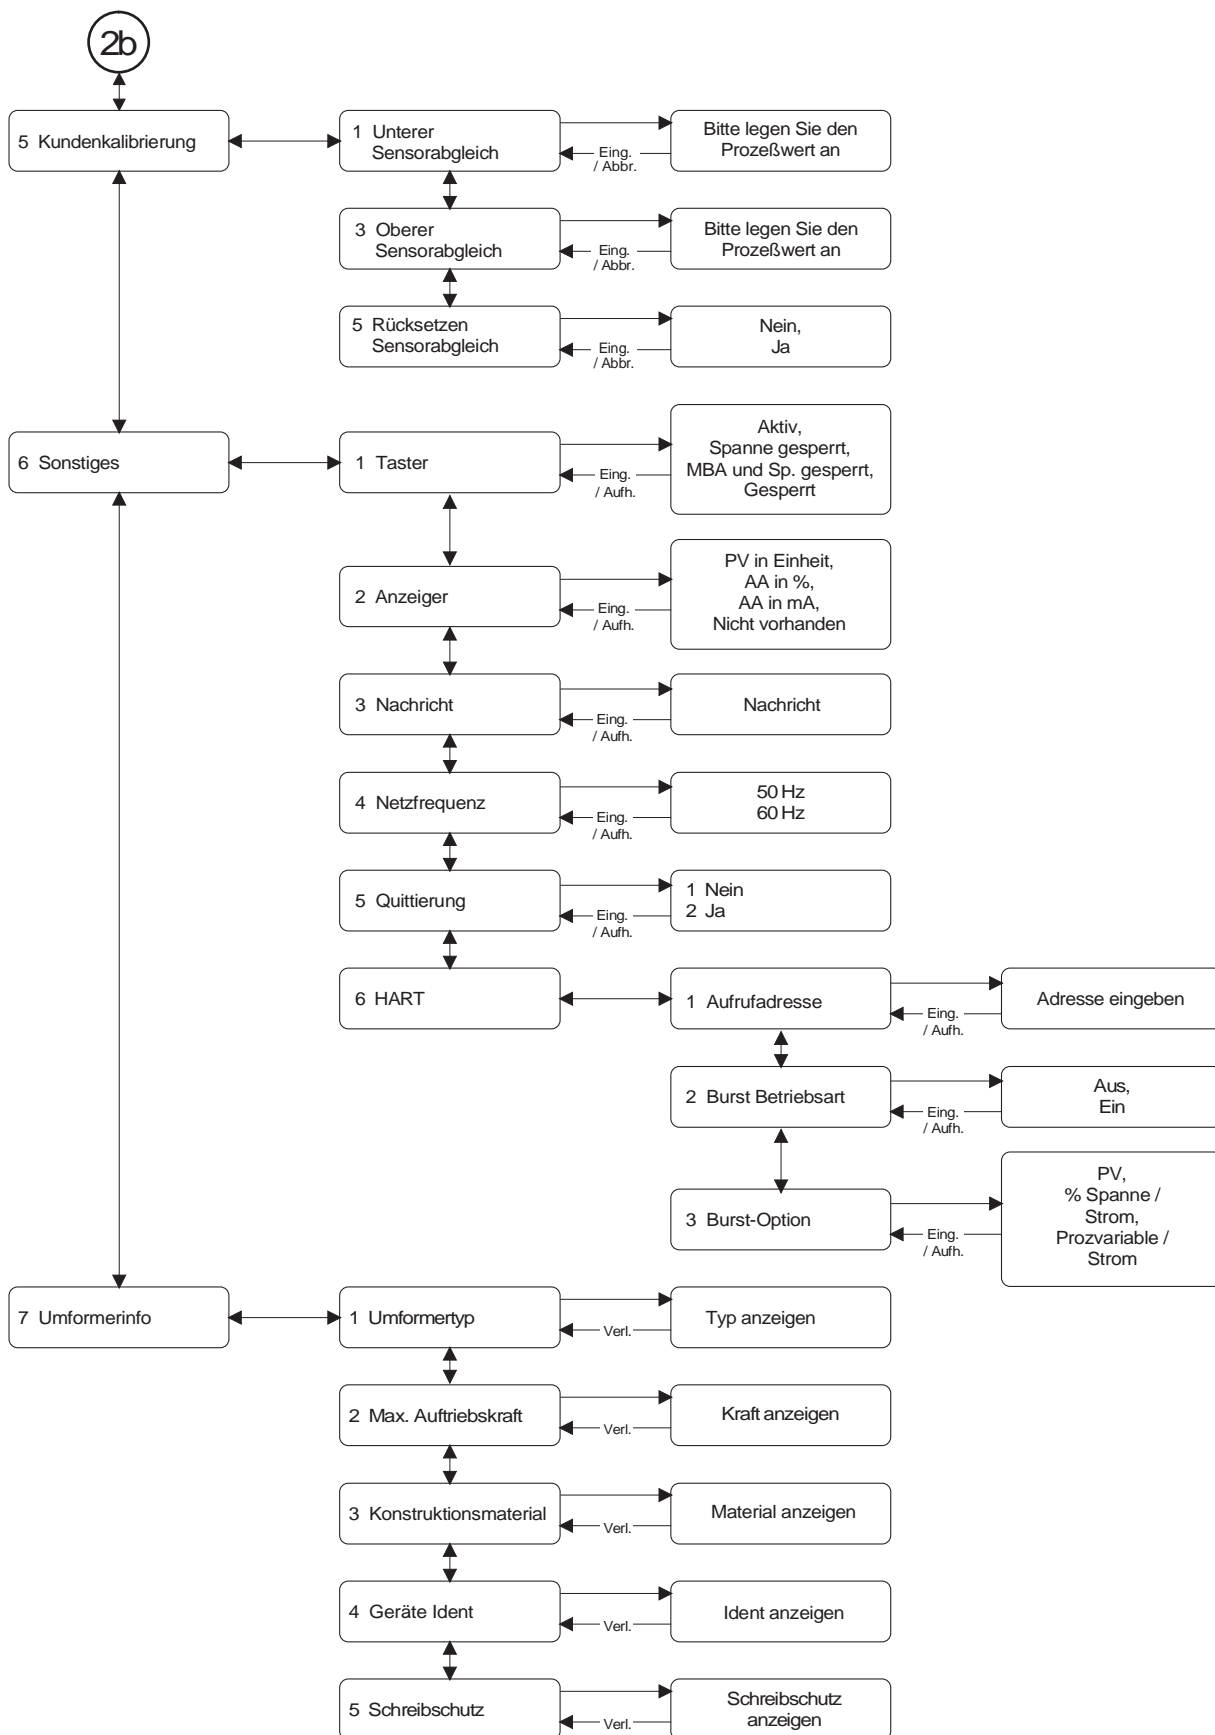 2b
5 Kundenkalibrierung
1 Unterer
Sensorabgleich
Eing.
/ Abbr.
Bitte legen Sie den
Prozeßwert an
3 Oberer
Sensorabgleich
Eing.
/ Abbr.
Bitte legen Sie den
Prozeßwert an
5 Rücksetzen
Sensorabgleich
Eing.
/ Abbr.
Nein,
Ja
6 Sonstiges
1 Taster
Eing.
/ Aufh.
Aktiv,
Spanne gesperrt,
MBA und Sp. gesperrt,
Gesperrt
2 Anzeiger
Eing.
/ Aufh.
PV in Einheit,
AA in %,
AA in mA,
Nicht vorhanden
3 Nachricht
Eing.
/ Aufh.
Nachricht
4 Netzfrequenz
Eing.
/ Aufh.
50 Hz
60 Hz
5 Quittierung
Eing.
/ Aufh.
1 Nein
2 Ja
6 HART
1 Aufrufadresse
Eing.
/ Aufh.
Adresse eingeben
2 Burst Betriebsart
Eing.
/ Aufh.
Aus,
Ein
3 Burst-Option
Eing.
/ Aufh.
PV,
% Spanne /
Strom,
Prozvariable /
Strom
7 Umformerinfo
1 Umformertyp
Verl.
Typ anzeigen
2 Max. Auftriebskraft
Verl.
Kraft anzeigen
3 Konstruktionsmaterial
Verl.
Material anzeigen
4 Geräte Ident
Verl.
Ident anzeigen
5 Schreibschutz
Verl.
Schreibschutz
anzeigen